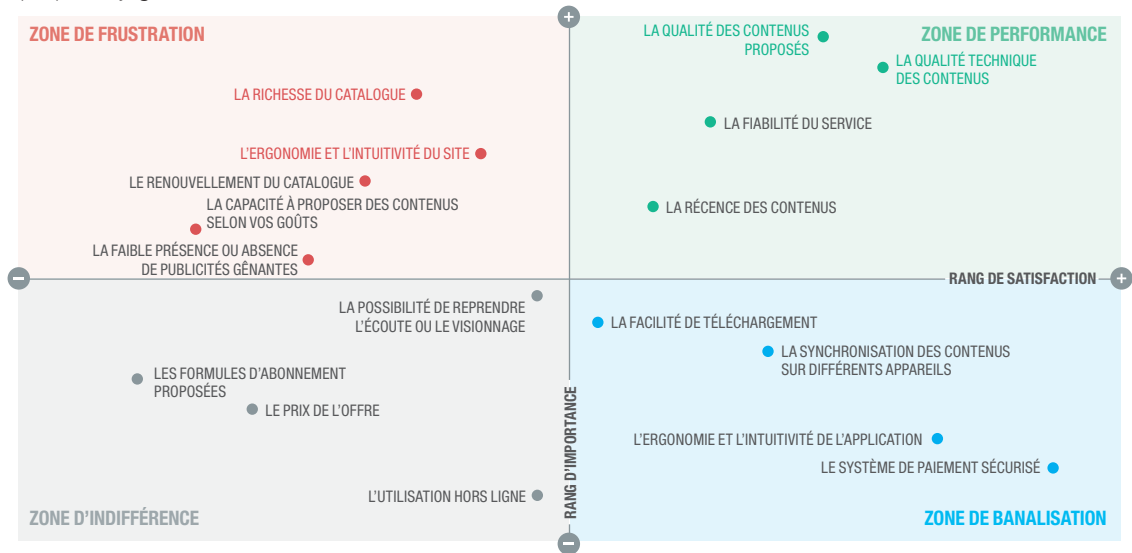 ZONE DE FRUSTRATION
LA RICHESSE DU CATALOGUE
L'ERGONOMIE ET L'INTUITIVITÉ DU SITE
LE RENOUVELLEMENT DU CATALOGUE
LA CAPACITÉ À PROPOSER DES CONTENUS
SELON VOS GOÛTS
LA FAIBLE PRÉSENCE OU ABSENCE
DE PUBLICITÉS GÊNANTES
ZONE DE PERFORMANCE
LA QUALITÉ DES CONTENUS
PROPOSÉS
LA QUALITÉ TECHNIQUE
DES CONTENUS
LA FIABILITÉ DU SERVICE
LA RÉCENCE DES CONTENUS
RANG DE SATISFACTION
LA POSSIBILITÉ DE REPRENDRE
L'ÉCOUTE OU LE VISIONNAGE
LES FORMULES D'ABONNEMENT
PROPOSÉES
LE PRIX DE L'OFFRE
L'UTILISATION HORS LIGNE
ZONE D'INDIFFÉRENCE
RANG D'IMPORTANCE
LA FACILITÉ DE TÉLÉCHARGEMENT
LA SYNCHRONISATION DES CONTENUS
SUR DIFFÉRENTS APPAREILS
L'ERGONOMIE ET L'INTUITIVITÉ DE L'APPLICATION
LE SYSTÈME DE PAIEMENT SÉCURISÉ
ZONE DE BANALISATION